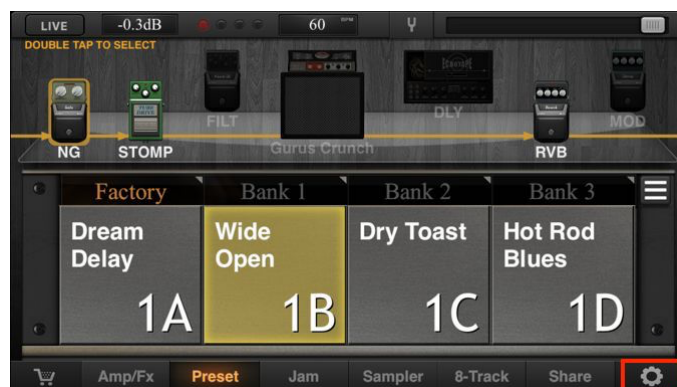 LIVE -0.3dB 60 BPM
DOUBLE TAP TO SELECT
FILT DLY MOD
NG STOMP Gurus Crunch RVB
Factory Bank 1 Bank 2 Bank 3
Dream Delay
1A
Wide Open
1B
Dry Toast
1C
Hot Rod Blues
1D
Amp/Fx Preset Jam Sampler 8-Track Share